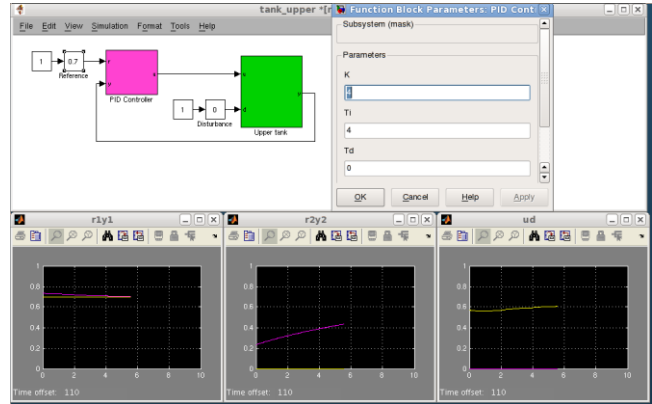 tank_upper *[r
Function Block Parameters: PID Cont
File Edit View Simulation Format Tools Help
Subsystem (mask)
Parameters
K
Ti
4
Td
0
OK Cancel Help Apply
1
0.7
Reference
r
y
u
PID Controller
1
0
Disturbance
u
d
y
Upper tank
r1y1
1
0.8
0.6
0.4
0.2
0
0 2 4 6 8 10
Time offset: 110
r2y2
1
0.8
0.6
0.4
0.2
0
0 2 4 6 8 10
Time offset: 110
ud
1
0.8
0.6
0.4
0.2
0
0 2 4 6 8 10
Time offset: 110